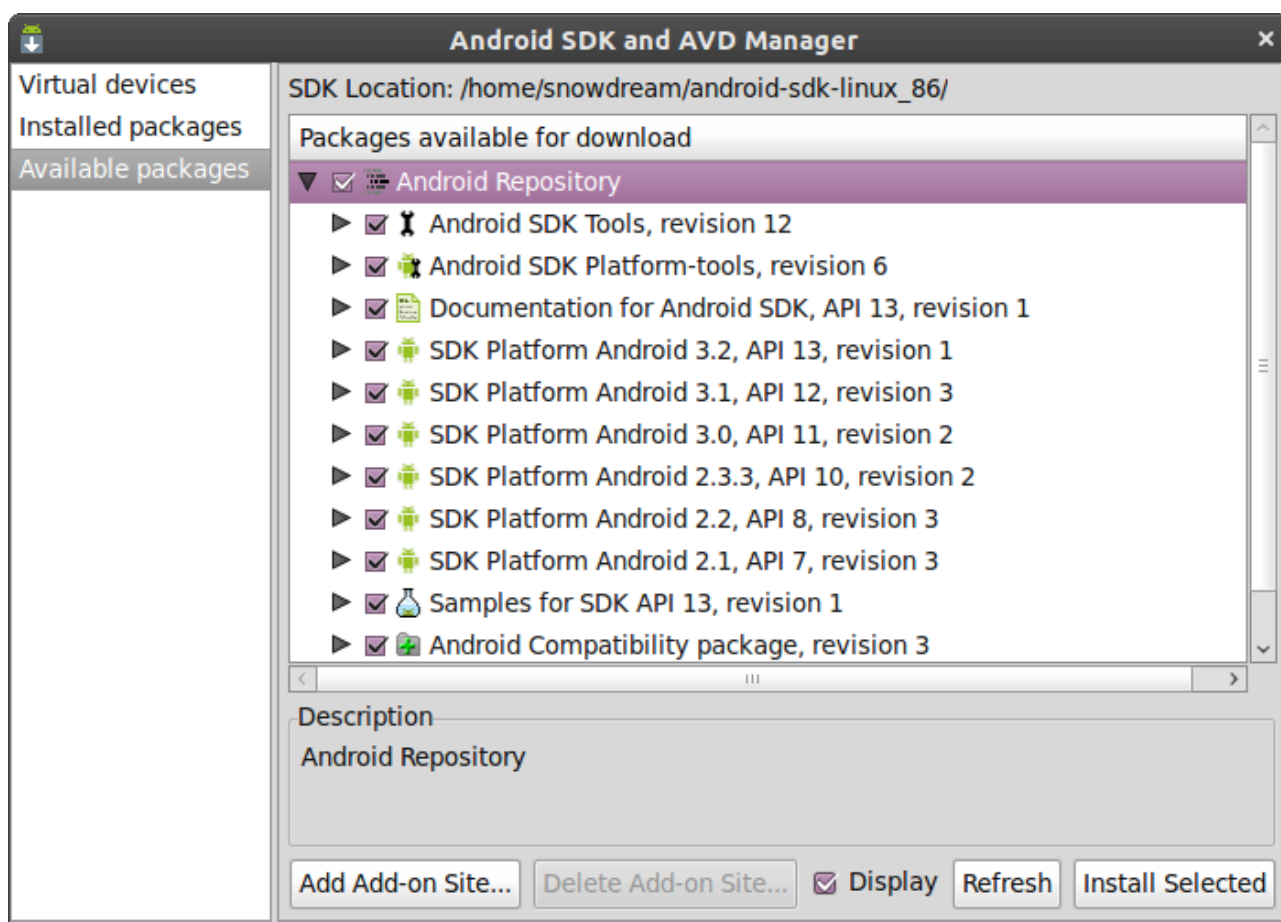 Android SDK and AVD Manager
Virtual devices
Installed packages
Available packages
SDK Location: /home/snowdream/android-sdk-linux_86/
Packages available for download
Android Repository
Android SDK Tools, revision 12
Android SDK Platform-tools, revision 6
Documentation for Android SDK, API 13, revision 1
SDK Platform Android 3.2, API 13, revision 1
SDK Platform Android 3.1, API 12, revision 3
SDK Platform Android 3.0, API 11, revision 2
SDK Platform Android 2.3.3, API 10, revision 2
SDK Platform Android 2.2, API 8, revision 3
SDK Platform Android 2.1, API 7, revision 3
Samples for SDK API 13, revision 1
Android Compatibility package, revision 3
Description
Android Repository
Add Add-on Site... Delete Add-on Site... Display Refresh Install Selected